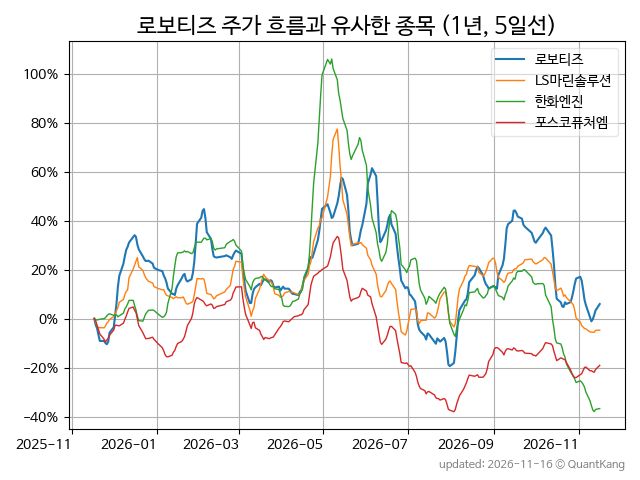 로보티즈 주가 흐름과 유사한 종목 (1년, 5일선)
로보티즈
LS마린솔루션
한화엔진
포스코퓨처엠
100%
80%
60%
40%
20%
0%
−20%
−40%
2025-11
2026-01
2026-03
2026-05
2026-07
2026-09
2026-11
updated: 2026-11-16 © QuantKang